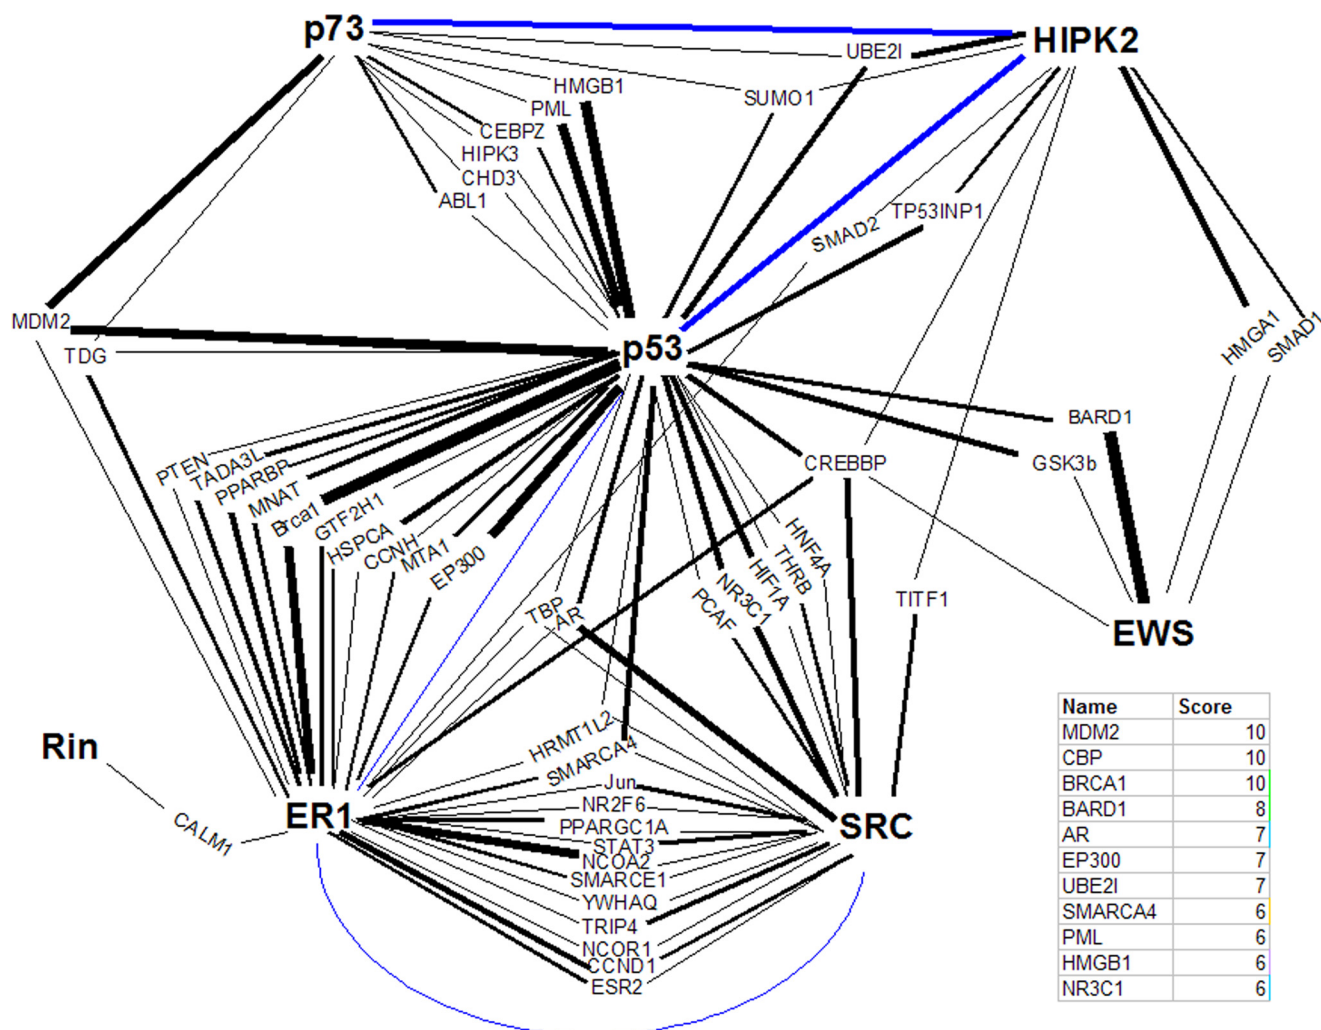 p73
HIPK2
UBE2I
HMGB1
SUMO1
PML
CEBPZ
HIPK3
CHD3
ABL1
TP53INP1
SMAD2
MDM2
TDG
p53
HMGA1
SMAD1
BARD1
GSK3b
CREBBP
PTEN
TADA3L
PPARBP
MNAT
Brca1
GTF2H1
HSPCA
CCNH
MTA1
EP300
TBP
AR
PCAF
NR3C1
HIF1A
THRB
HNF4A
TITF1
EWS
HRMT1L2
SMARCA4
Rin
CALM1
ER1
SRC
Jun
NR2F6
PPARGC1A
STAT3
NCOA2
SMARCE1
YWHAQ
TRIP4
NCOR1
CCND1
ESR2
Name Score
MDM2 10
CBP 10
BRCA1 10
BARD1 8
AR 7
EP300 7
UBE2I 7
SMARCA4 6
PML 6
HMGB1 6
NR3C1 6